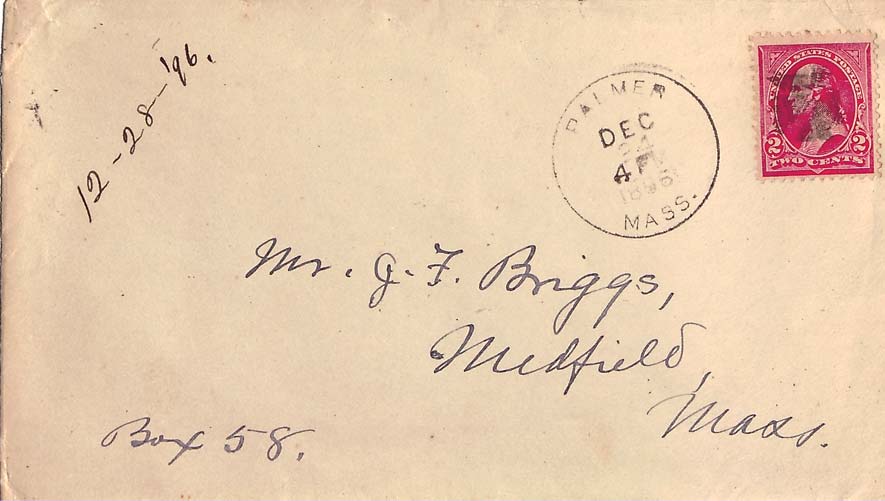 12-28-'96.
UNITED STATES POSTAGE
2 2
TWO CENTS
PALMER
DEC
4 PM
1896
MASS.
Mr. G. F. Briggs,
Medfield,
Mass.
Box 58.